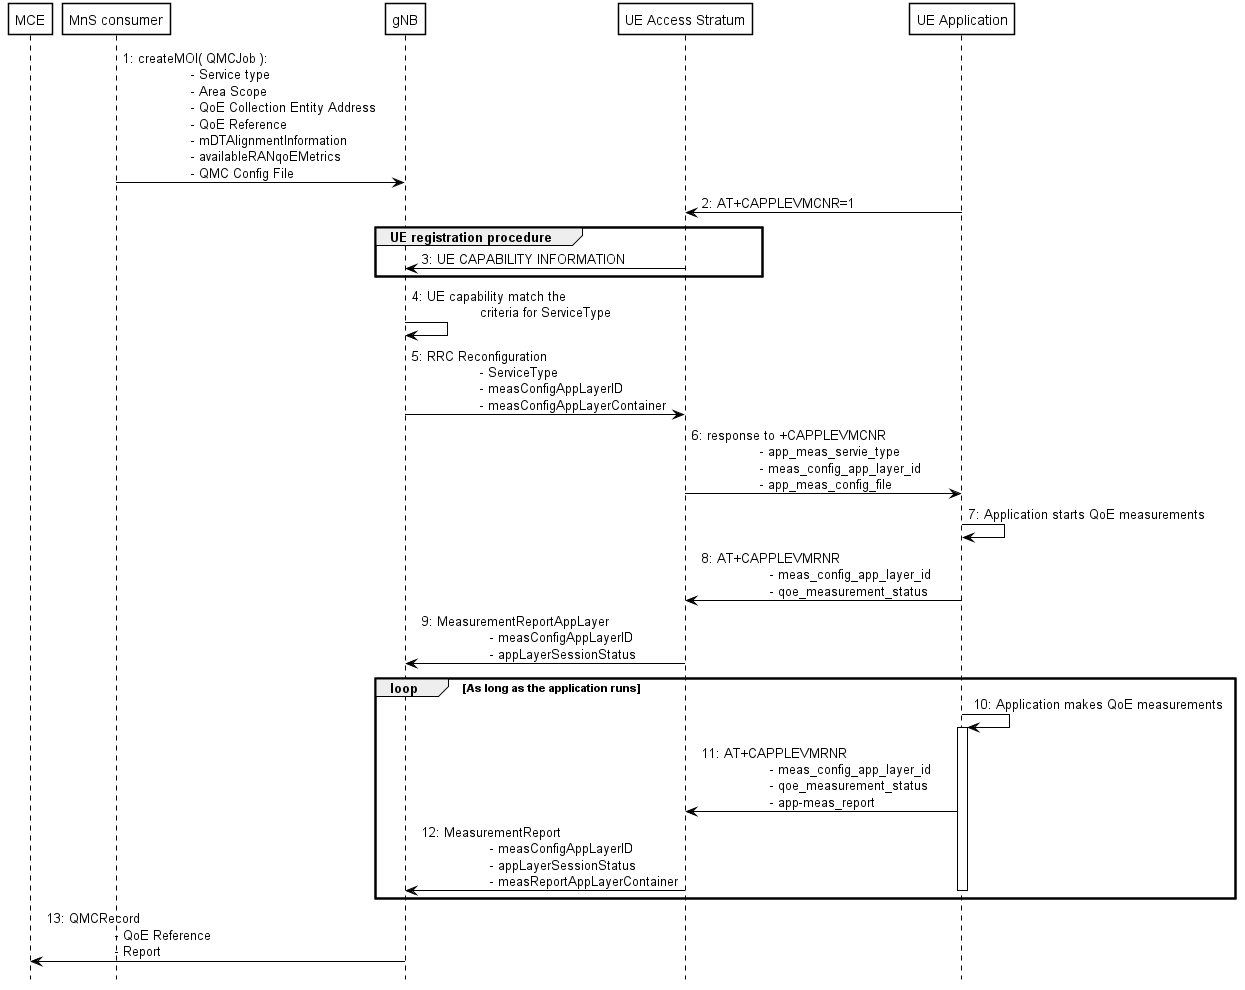 MCE
MnS consumer
gNB
UE Access Stratum
UE Application
1: createMOI( QMCJob ):
- Service type
- Area Scope
- QoE Collection Entity Address
- QoE Reference
- mDTAlignmentInformation
- availableRANqoEMetrics
- QMC Config File
2: AT+CAPPLEVMCNR=1
UE registration procedure
3: UE CAPABILITY INFORMATION
4: UE capability match the
criteria for ServiceType
5: RRC Reconfiguration
- ServiceType
- measConfigAppLayerID
- measConfigAppLayerContainer
6: response to +CAPPLEVMCNR
- app_meas_servie_type
- meas_config_app_layer_id
- app_meas_config_file
7: Application starts QoE measurements
8: AT+CAPPLEVMRNR
- meas_config_app_layer_id
- qoe_measurement_status
9: MeasurementReportAppLayer
- measConfigAppLayerID
- appLayerSessionStatus
loop [As long as the application runs]
10: Application makes QoE measurements
11: AT+CAPPLEVMRNR
- meas_config_app_layer_id
- qoe_measurement_status
- app-meas_report
12: MeasurementReport
- measConfigAppLayerID
- appLayerSessionStatus
- measReportAppLayerContainer
13: QMCRecord
- QoE Reference
- Report